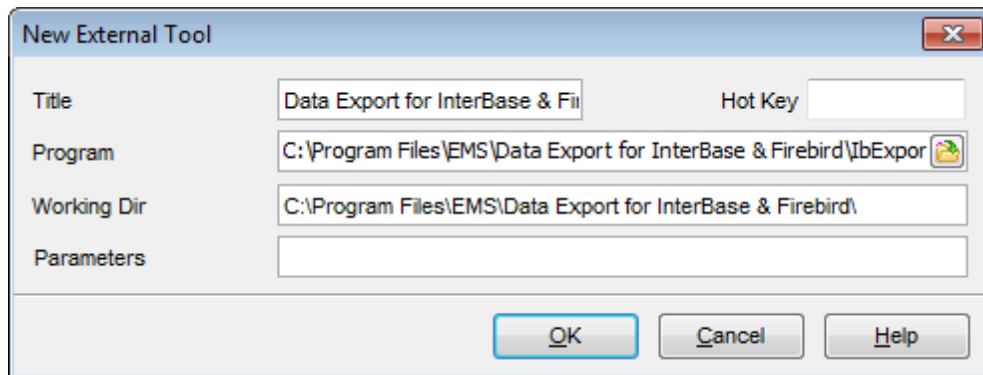 New External Tool
Title Data Export for InterBase & Fi Hot Key
Program C:\Program Files\EMS\Data Export for InterBase & Firebird\IbExpor
Working Dir C:\Program Files\EMS\Data Export for InterBase & Firebird\
Parameters
OK Cancel Help